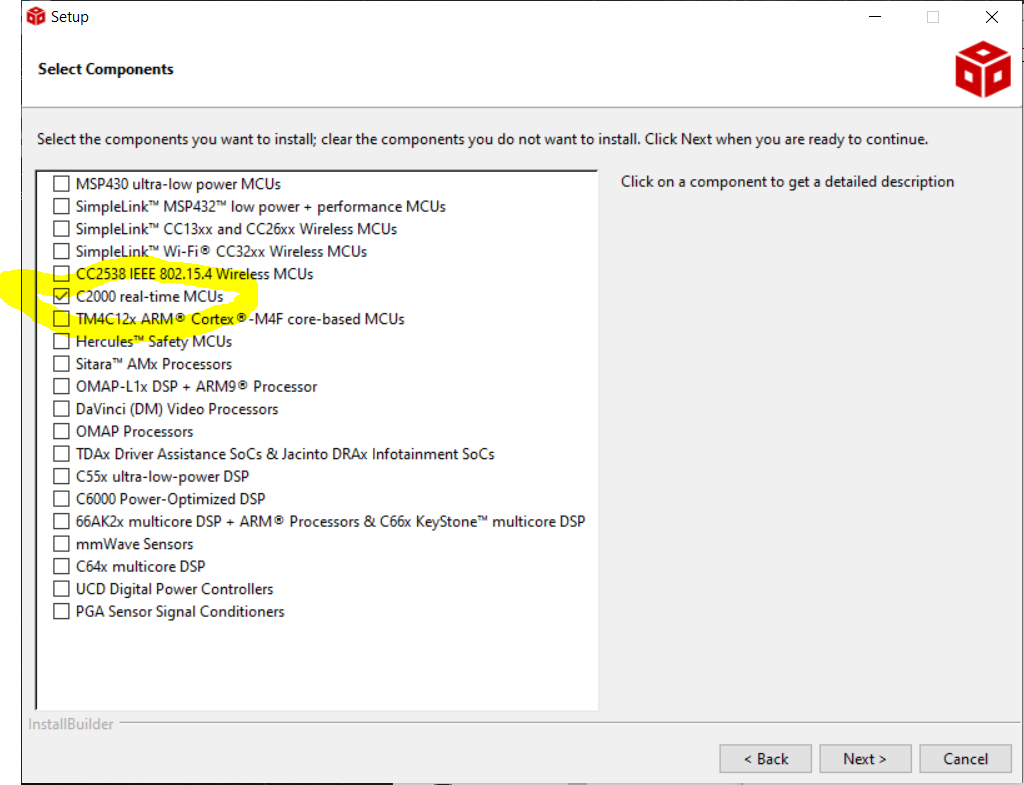 Setup
Select Components
Select the components you want to install; clear the components you do not want to install. Click Next when you are ready to continue.
MSP430 ultra-low power MCUs
SimpleLink™ MSP432™ low power + performance MCUs
SimpleLink™ CC13xx and CC26xx Wireless MCUs
SimpleLink™ Wi-Fi® CC32xx Wireless MCUs
CC2538 IEEE 802.15.4 Wireless MCUs
C2000 real-time MCUs
TM4C12x ARM® Cortex®-M4F core-based MCUs
Hercules™ Safety MCUs
Sitara™ AMx Processors
OMAP-L1x DSP + ARM9® Processor
DaVinci (DM) Video Processors
OMAP Processors
TDAx Driver Assistance SoCs & Jacinto DRAx Infotainment SoCs
C55x ultra-low-power DSP
C6000 Power-Optimized DSP
66AK2x multicore DSP + ARM® Processors & C66x KeyStone™ multicore DSP
mmWave Sensors
C64x multicore DSP
UCD Digital Power Controllers
PGA Sensor Signal Conditioners
Click on a component to get a detailed description
InstallBuilder
< Back
Next >
Cancel